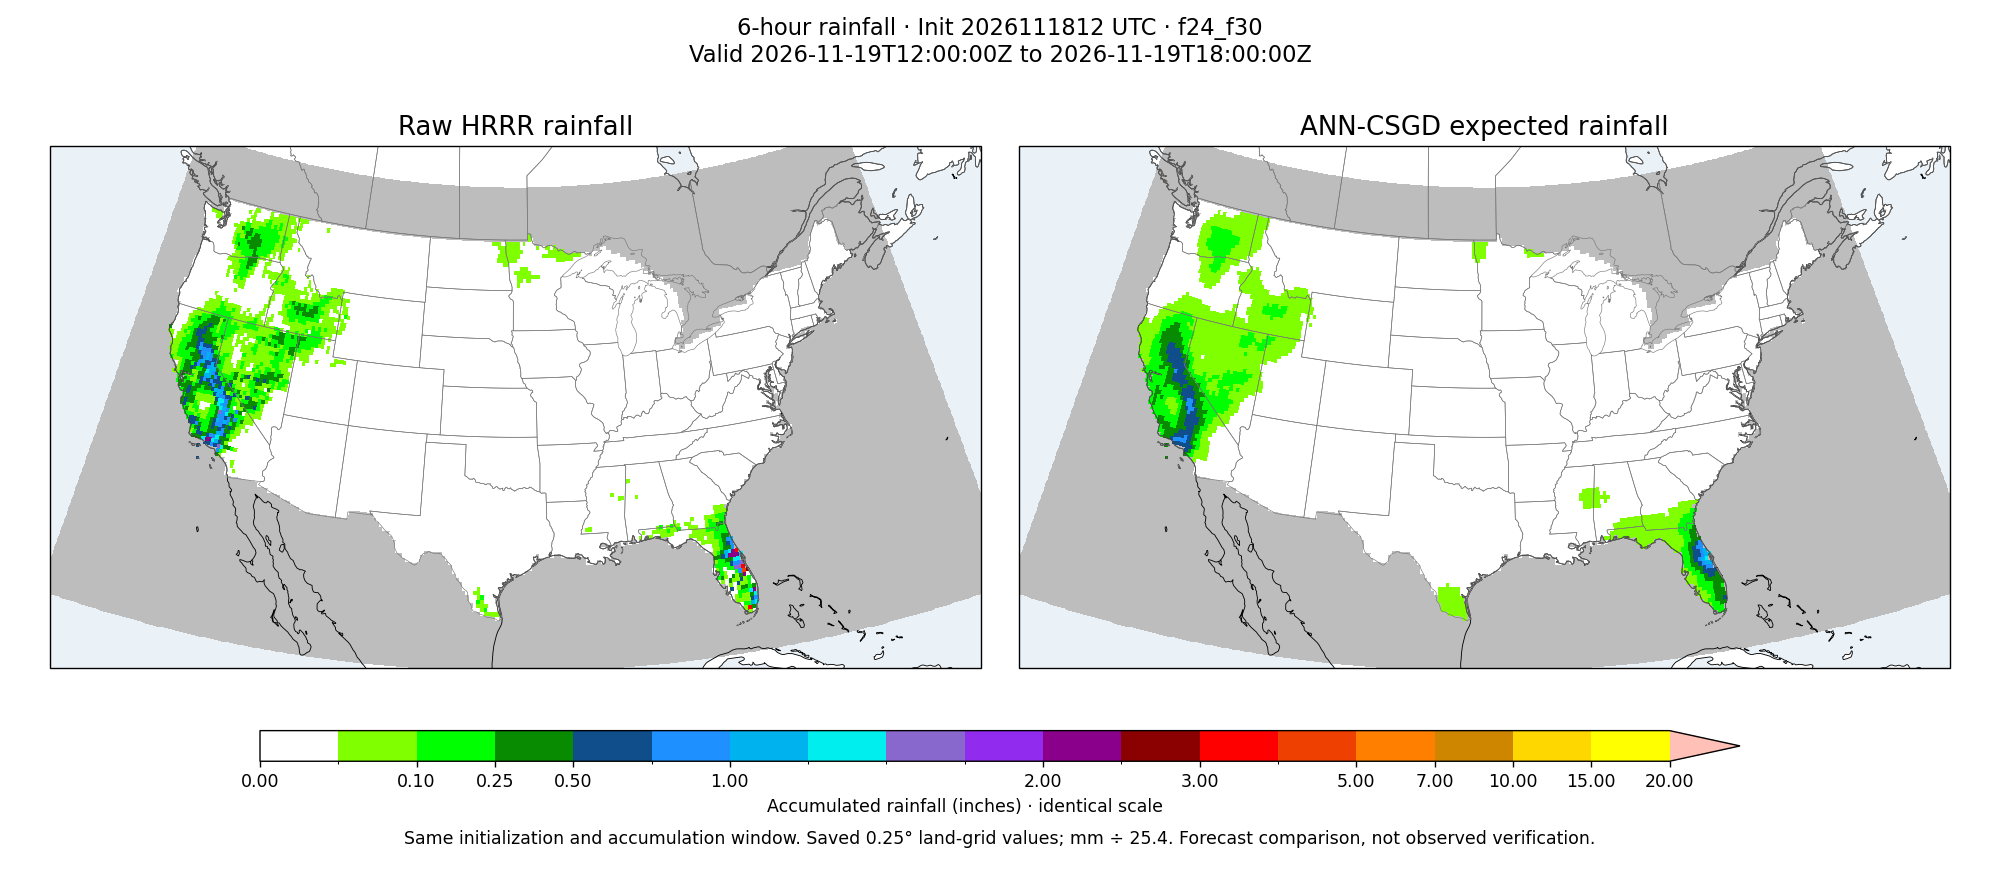 6-hour rainfall · Init 2026111812 UTC · f24_f30
Valid 2026-11-19T12:00:00Z to 2026-11-19T18:00:00Z
Raw HRRR rainfall
ANN-CSGD expected rainfall
0.00 0.10 0.25 0.50 1.00 2.00 3.00 5.00 7.00 10.00 15.00 20.00
Accumulated rainfall (inches) · identical scale
Same initialization and accumulation window. Saved 0.25° land-grid values; mm ÷ 25.4. Forecast comparison, not observed verification.